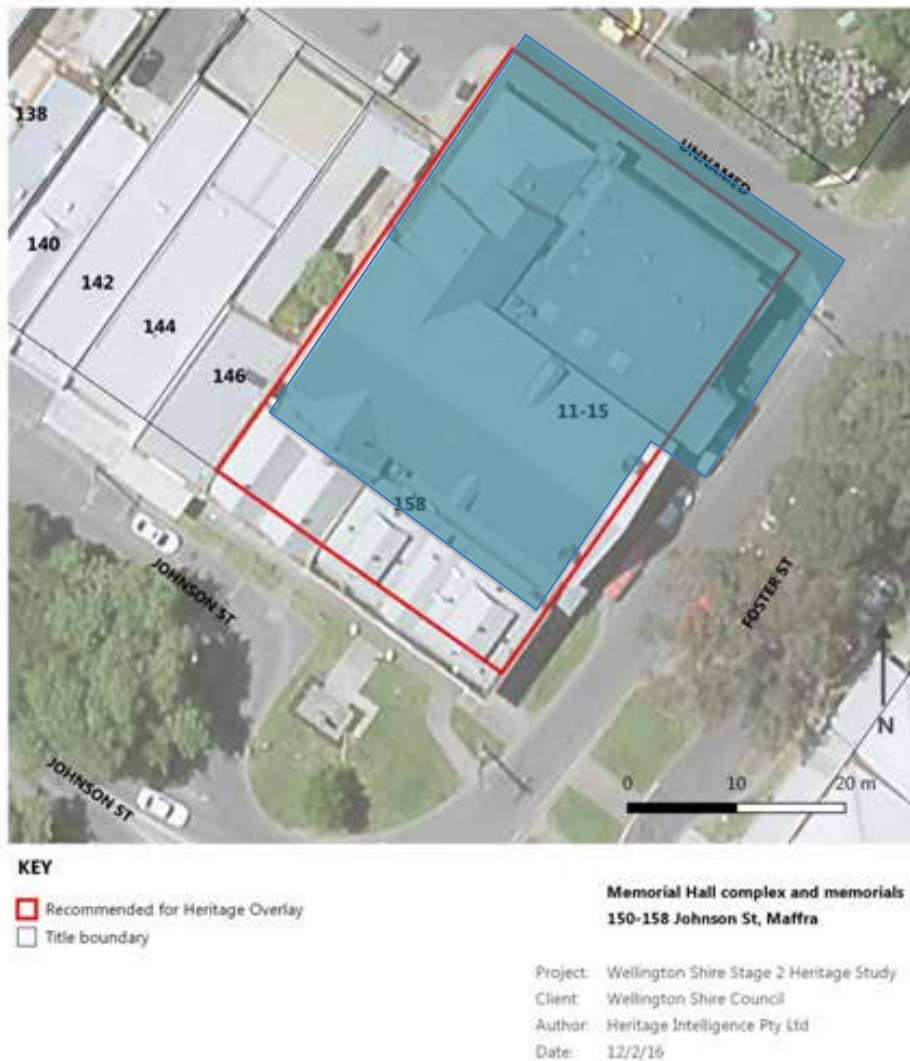 UNNAMED
138
140
142
144
146
11-15
158
JOHNSON ST
FOSTER ST
N
JOHNSON ST
0 10 20 m
KEY
Recommended for Heritage Overlay
Title boundary
Memorial Hall complex and memorials
150-158 Johnson St, Maffra
Project: Wellington Shire Stage 2 Heritage Study
Client: Wellington Shire Council
Author: Heritage Intelligence Pty Ltd
Date: 12/2/16